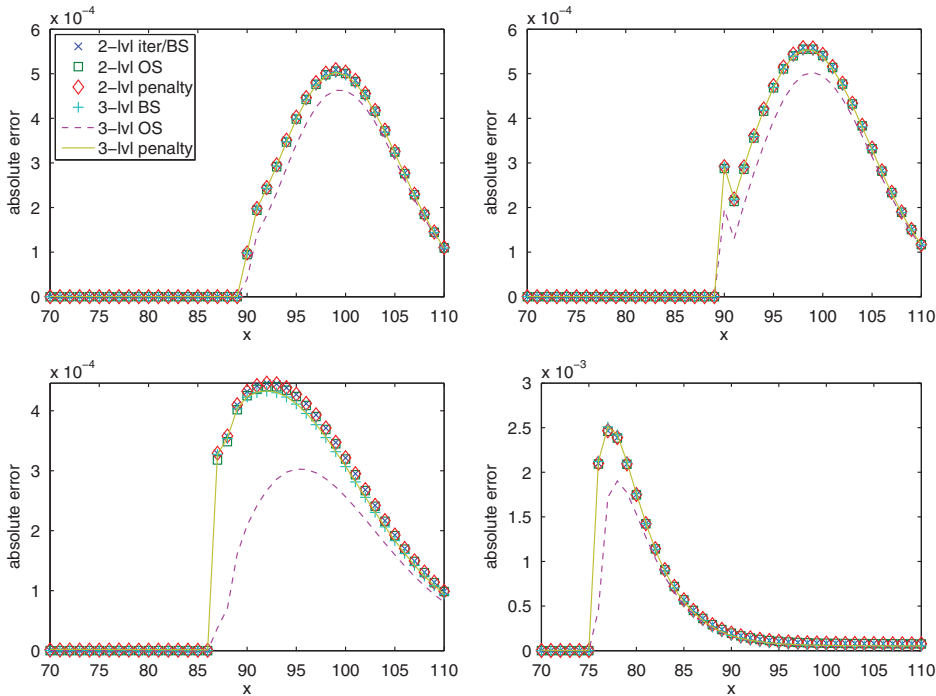 x 10⁻⁴
6
5
4
3
2
1
0
absolute error
2−lvl iter/BS
2−lvl OS
2−lvl penalty
3−lvl BS
3−lvl OS
3−lvl penalty
70 75 80 85 90 95 100 105 110
x
x 10⁻⁴
6
5
4
3
2
1
0
absolute error
70 75 80 85 90 95 100 105 110
x
x 10⁻⁴
4
3
2
1
0
absolute error
70 75 80 85 90 95 100 105 110
x
x 10⁻³
3
2.5
2
1.5
1
0.5
0
absolute error
70 75 80 85 90 95 100 105 110
x